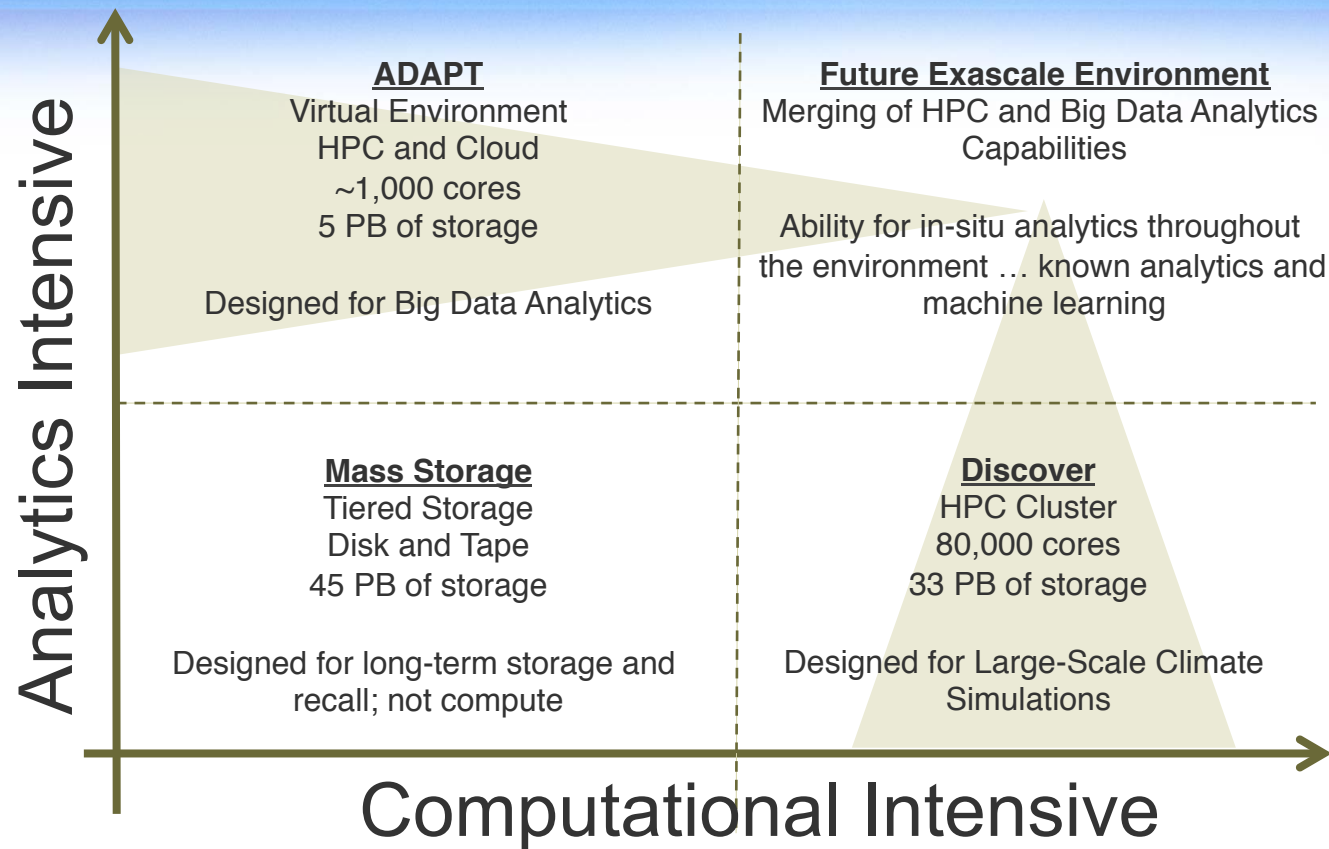 Analytics Intensive
ADAPT
Virtual Environment
HPC and Cloud
~1,000 cores
5 PB of storage
Designed for Big Data Analytics
Future Exascale Environment
Merging of HPC and Big Data Analytics
Capabilities
Ability for in-situ analytics throughout
the environment … known analytics and
machine learning
Mass Storage
Tiered Storage
Disk and Tape
45 PB of storage
Designed for long-term storage and
recall; not compute
Discover
HPC Cluster
80,000 cores
33 PB of storage
Designed for Large-Scale Climate
Simulations
Computational Intensive